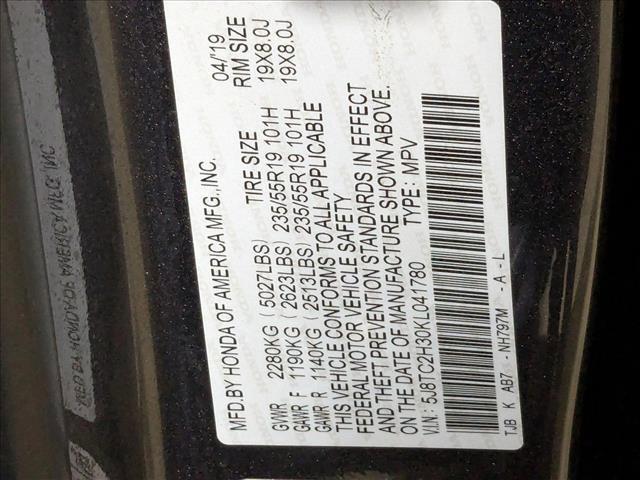 MFD.BY HONDA OF AMERICA MFG.,INC. 04/'19
TIRE SIZE RIM SIZE
GVWR 2280KG (5027LBS)
GAWR F 1190KG (2623LBS) 235/55R19 101H 19X8.0J
GAWR R 1140KG (2513LBS) 235/55R19 101H 19X8.0J
THIS VEHICLE CONFORMS TO ALL APPLICABLE
FEDERAL MOTOR VEHICLE SAFETY
AND THEFT PREVENTION STANDARDS IN EFFECT
ON THE DATE OF MANUFACTURE SHOWN ABOVE.
V.I.N: 5J8TC2H30KL041780 TYPE: MPV
TJB K AB7 - NH797M - A - L